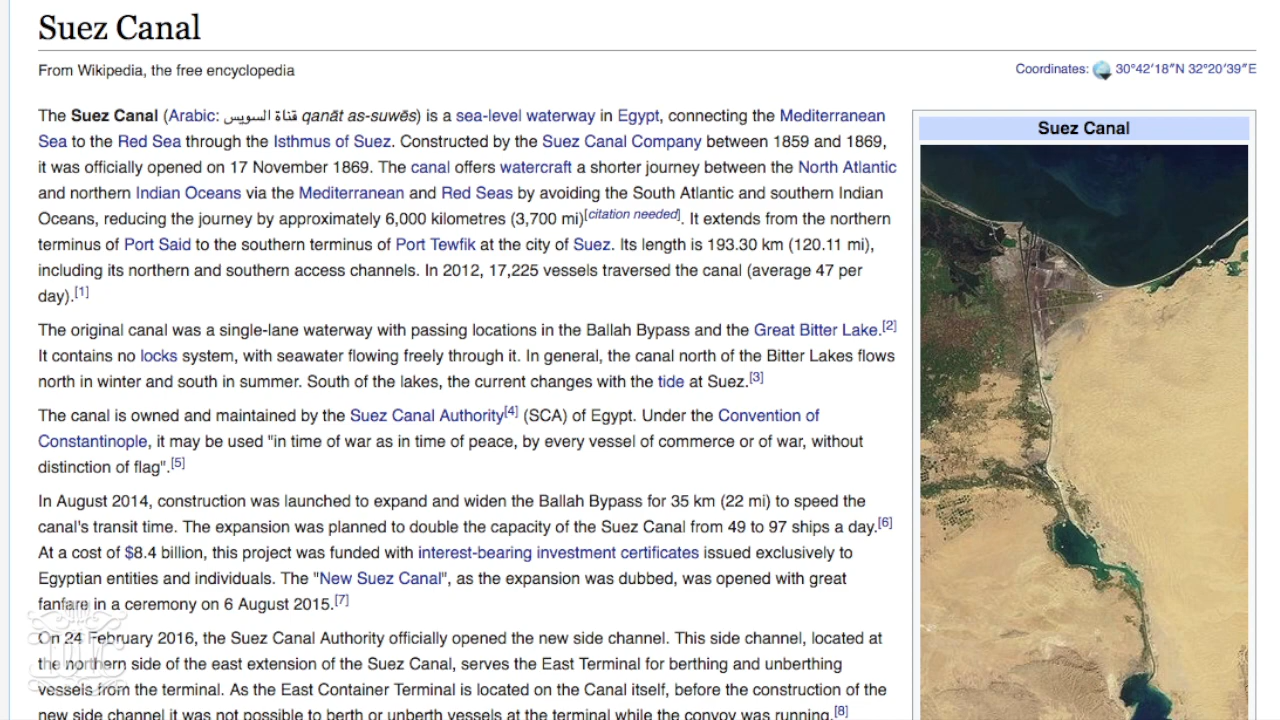 Suez Canal
From Wikipedia, the free encyclopedia
Coordinates: 30°42′18″N 32°20′39″E
The Suez Canal (Arabic: قناة السويس qanāt as-suwēs) is a sea-level waterway in Egypt, connecting the Mediterranean
Sea to the Red Sea through the Isthmus of Suez. Constructed by the Suez Canal Company between 1859 and 1869,
it was officially opened on 17 November 1869. The canal offers watercraft a shorter journey between the North Atlantic
and northern Indian Oceans via the Mediterranean and Red Seas by avoiding the South Atlantic and southern Indian
Oceans, reducing the journey by approximately 6,000 kilometres (3,700 mi)[citation needed]. It extends from the northern
terminus of Port Said to the southern terminus of Port Tewfik at the city of Suez. Its length is 193.30 km (120.11 mi),
including its northern and southern access channels. In 2012, 17,225 vessels traversed the canal (average 47 per
day).[1]
The original canal was a single-lane waterway with passing locations in the Ballah Bypass and the Great Bitter Lake.[2]
It contains no locks system, with seawater flowing freely through it. In general, the canal north of the Bitter Lakes flows
north in winter and south in summer. South of the lakes, the current changes with the tide at Suez.[3]
The canal is owned and maintained by the Suez Canal Authority[4] (SCA) of Egypt. Under the Convention of
Constantinople, it may be used "in time of war as in time of peace, by every vessel of commerce or of war, without
distinction of flag".[5]
In August 2014, construction was launched to expand and widen the Ballah Bypass for 35 km (22 mi) to speed the
canal's transit time. The expansion was planned to double the capacity of the Suez Canal from 49 to 97 ships a day.[6]
At a cost of $8.4 billion, this project was funded with interest-bearing investment certificates issued exclusively to
Egyptian entities and individuals. The "New Suez Canal", as the expansion was dubbed, was opened with great
fanfare in a ceremony on 6 August 2015.[7]
On 24 February 2016, the Suez Canal Authority officially opened the new side channel. This side channel, located at
the northern side of the east extension of the Suez Canal, serves the East Terminal for berthing and unberthing
vessels from the terminal. As the East Container Terminal is located on the Canal itself, before the construction of the
new side channel it was not possible to berth or unberth vessels at the terminal while the convoy was running.[8]
Suez Canal